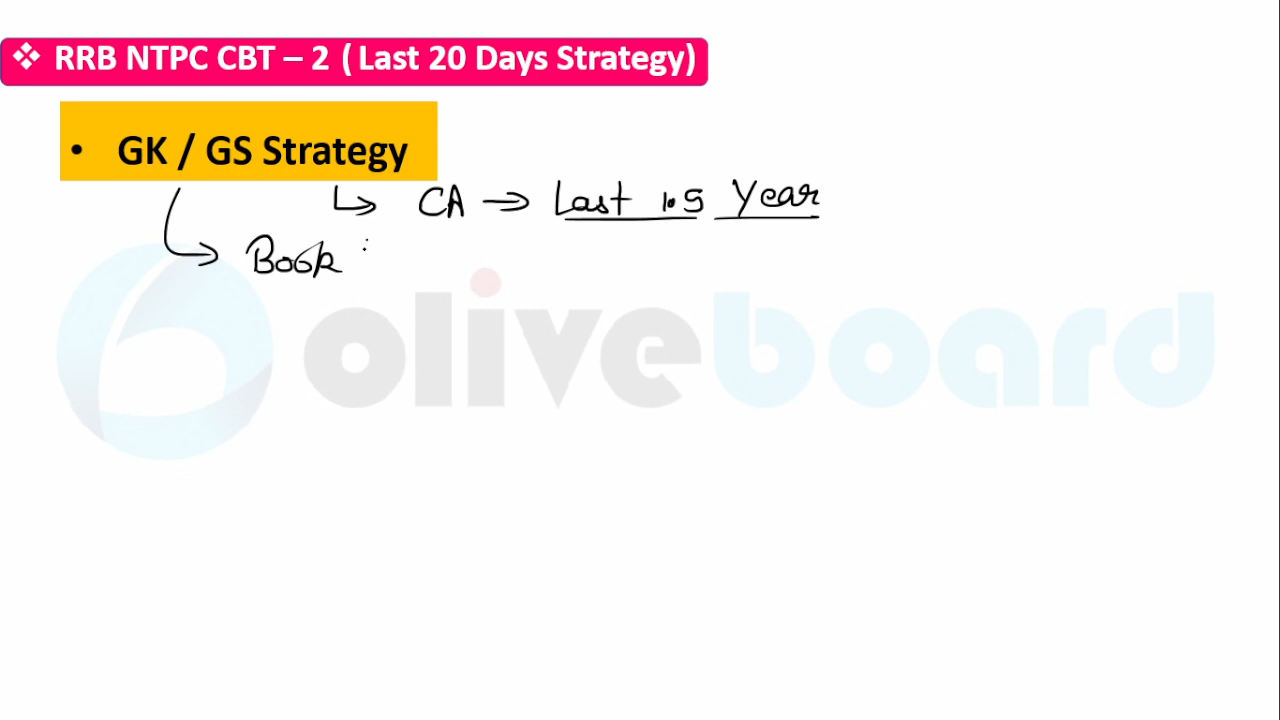 ❖ RRB NTPC CBT – 2 ( Last 20 Days Strategy)
• GK / GS Strategy
CA → Last 1.5 Year
Book :
oliveboard